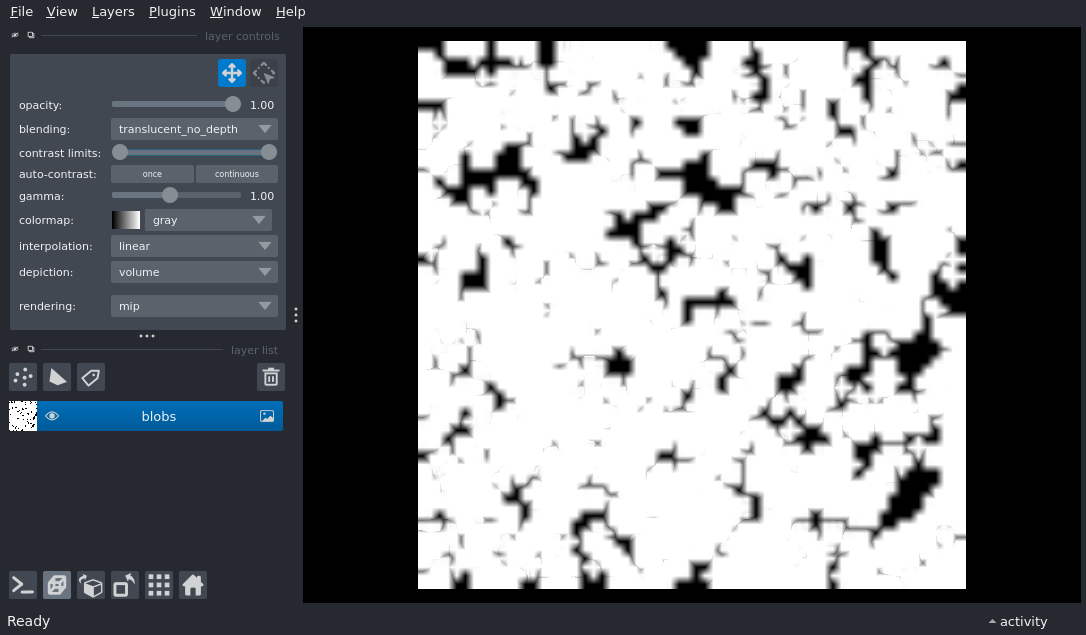 File View Layers Plugins Window Help
layer controls
opacity: 1.00
blending: translucent_no_depth
contrast limits:
auto-contrast: once continuous
gamma: 1.00
colormap: gray
interpolation: linear
depiction: volume
rendering: mip
layer list
blobs
Ready activity